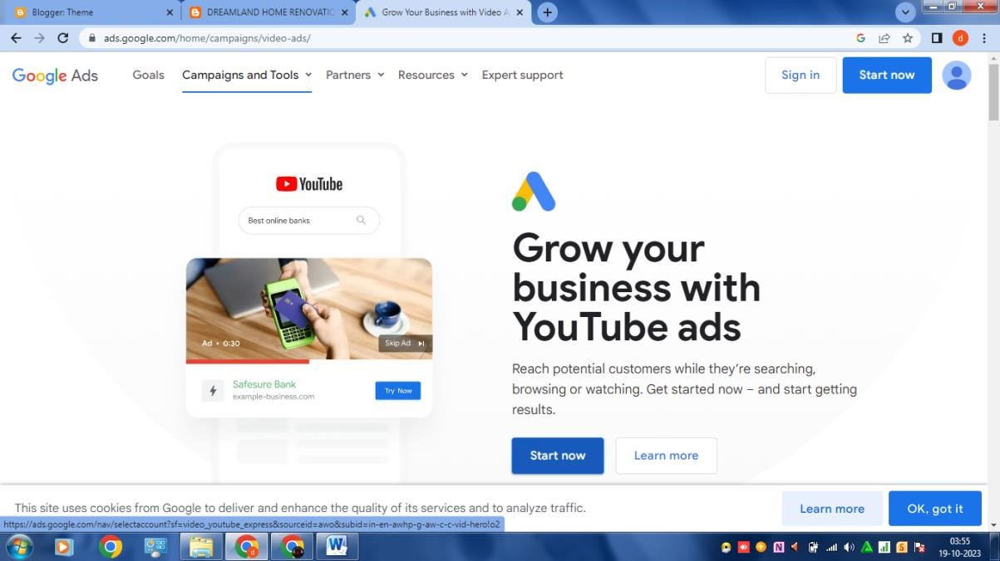 Blogger: Theme
DREAMLAND HOME RENOVATIO
Grow Your Business with Video A
ads.google.com/home/campaigns/video-ads/
d
Google Ads
Goals
Campaigns and Tools
Partners
Resources
Expert support
Sign in
Start now
YouTube
Best online banks
Ad • 0:30
Skip Ad
Safesure Bank
example-business.com
Try Now
Grow your
business with
YouTube ads
Reach potential customers while they’re searching,
browsing or watching. Get started now – and start getting
results.
Start now
Learn more
This site uses cookies from Google to deliver and enhance the quality of its services and to analyze traffic.
Learn more
OK, got it
https://ads.google.com/nav/selectaccount?sf=video_youtube_express&sourceid=awo&subid=in-en-awhp-g-aw-c-c-vid-hero!o2
03:55
19-10-2023